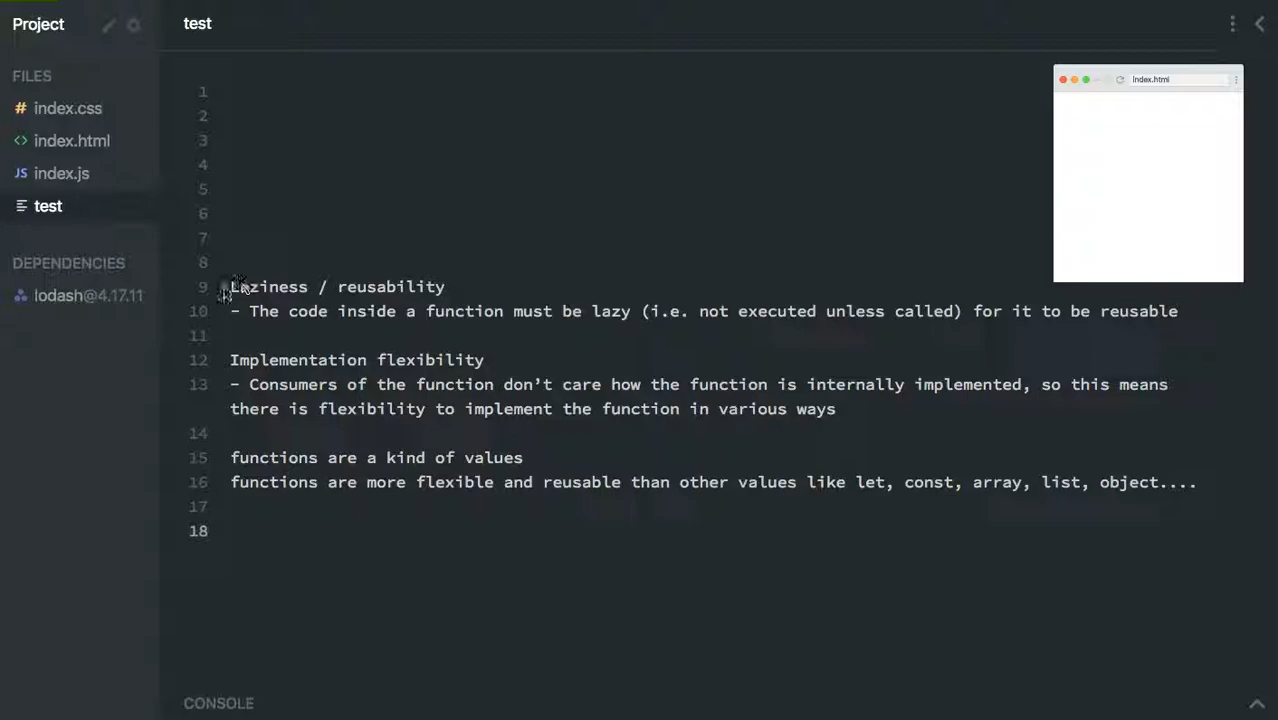 Project
test
FILES
index.css
index.html
JS index.js
test
DEPENDENCIES
lodash@4.17.11
index.html
1
2
3
4
5
6
7
8
9 Laziness / reusability
10 - The code inside a function must be lazy (i.e. not executed unless called) for it to be reusable
11
12 Implementation flexibility
13 - Consumers of the function don’t care how the function is internally implemented, so this means
there is flexibility to implement the function in various ways
14
15 functions are a kind of values
16 functions are more flexible and reusable than other values like let, const, array, list, object....
17
18
CONSOLE